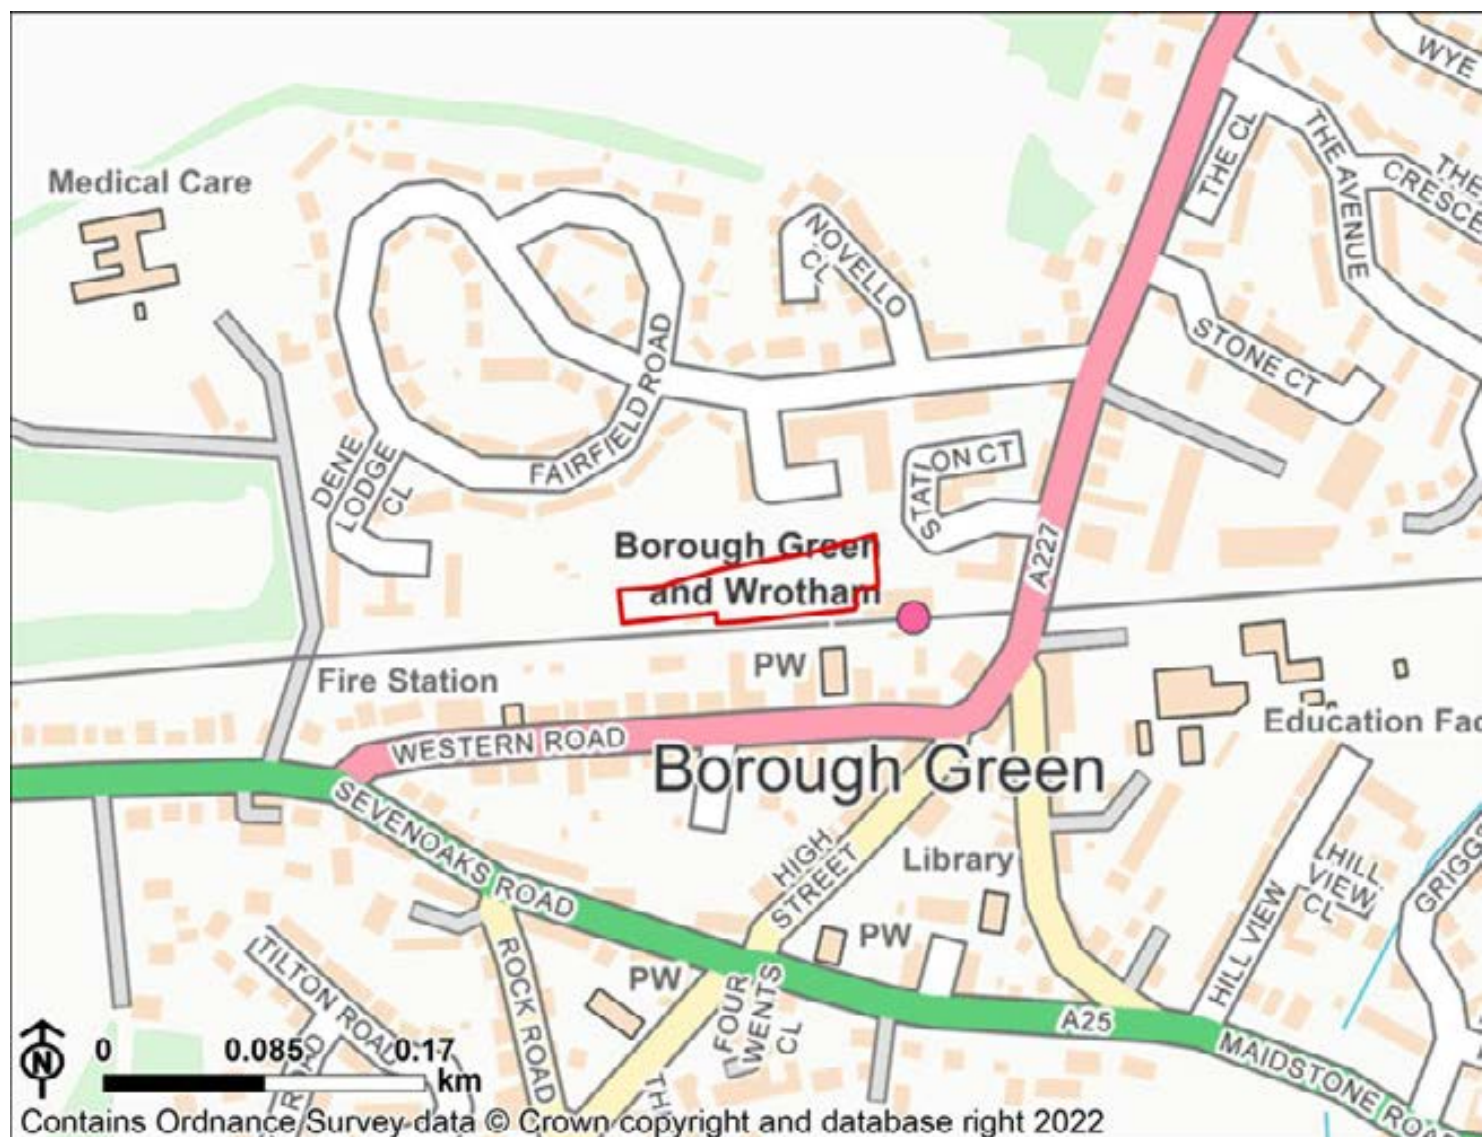 WYE
THE CL
THE AVENUE
THE
CRESCE
Medical Care
NOVELLO
CL
STONE CT
FAIRFIELD ROAD
DENE
LODGE
CL
STATION CT
Borough Green
and Wrotham
A227
PW
Fire Station
WESTERN ROAD
Education Fac
Borough Green
SEVENOAKS ROAD
HIGH
STREET
Library
HILL
VIEW
CL
HILL VIEW
GRIGG
PW
PW
TILTON ROAD
ROCK ROAD
FOUR
WENTS
CL
A25
MAIDSTONE ROA
N
0 0.085 0.17
km
Contains Ordnance Survey data © Crown copyright and database right 2022